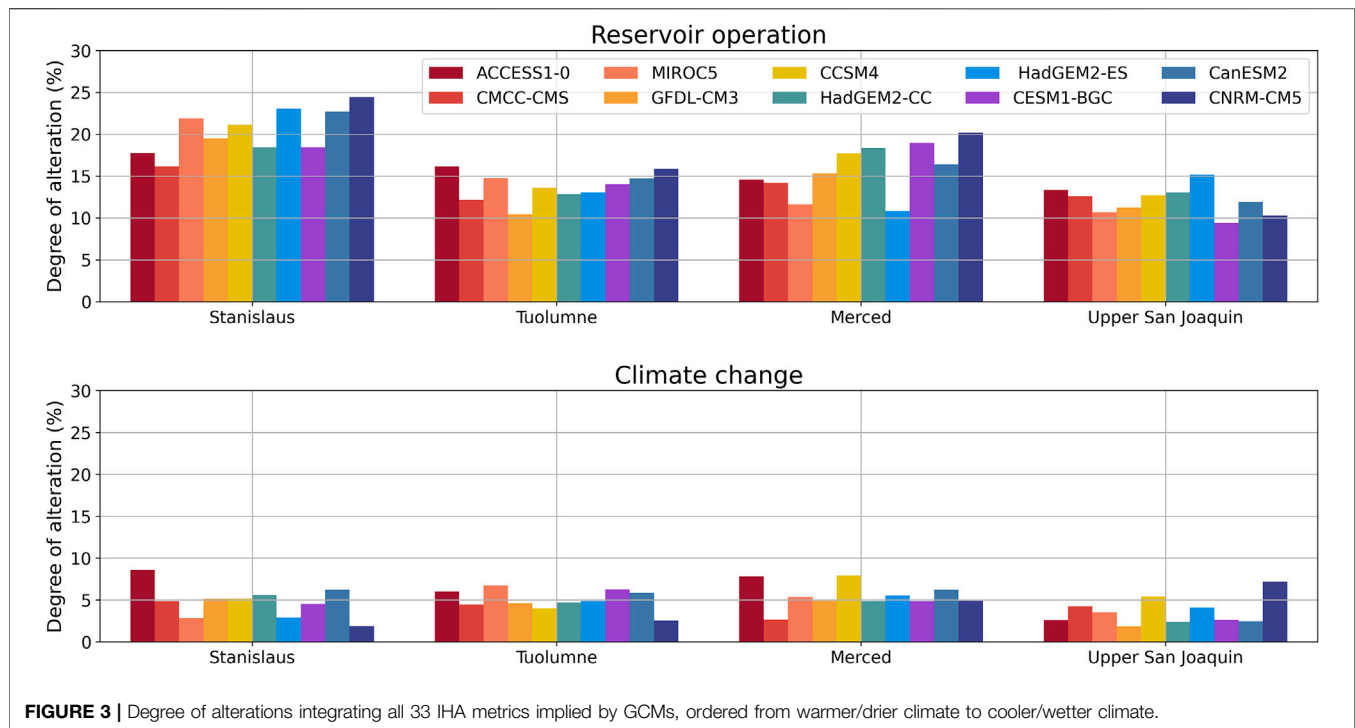 Reservoir operation
Degree of alteration (%)
30
25
20
15
10
5
0
ACCESS1-0 MIROC5 CCSM4 HadGEM2-ES CanESM2
CMCC-CMS GFDL-CM3 HadGEM2-CC CESM1-BGC CNRM-CM5
Stanislaus Tuolumne Merced Upper San Joaquin
Climate change
Degree of alteration (%)
30
25
20
15
10
5
0
Stanislaus Tuolumne Merced Upper San Joaquin
FIGURE 3 | Degree of alterations integrating all 33 IHA metrics implied by GCMs, ordered from warmer/drier climate to cooler/wetter climate.